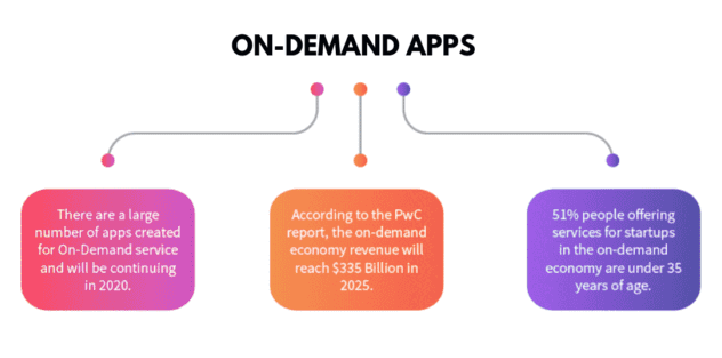 ON-DEMAND APPS
There are a large
number of apps created
for On-Demand service
and will be continuing
in 2020.
According to the PwC
report, the on-demand
economy revenue will
reach $335 Billion in
2025.
51% people offering
services for startups
in the on-demand
economy are under 35
years of age.